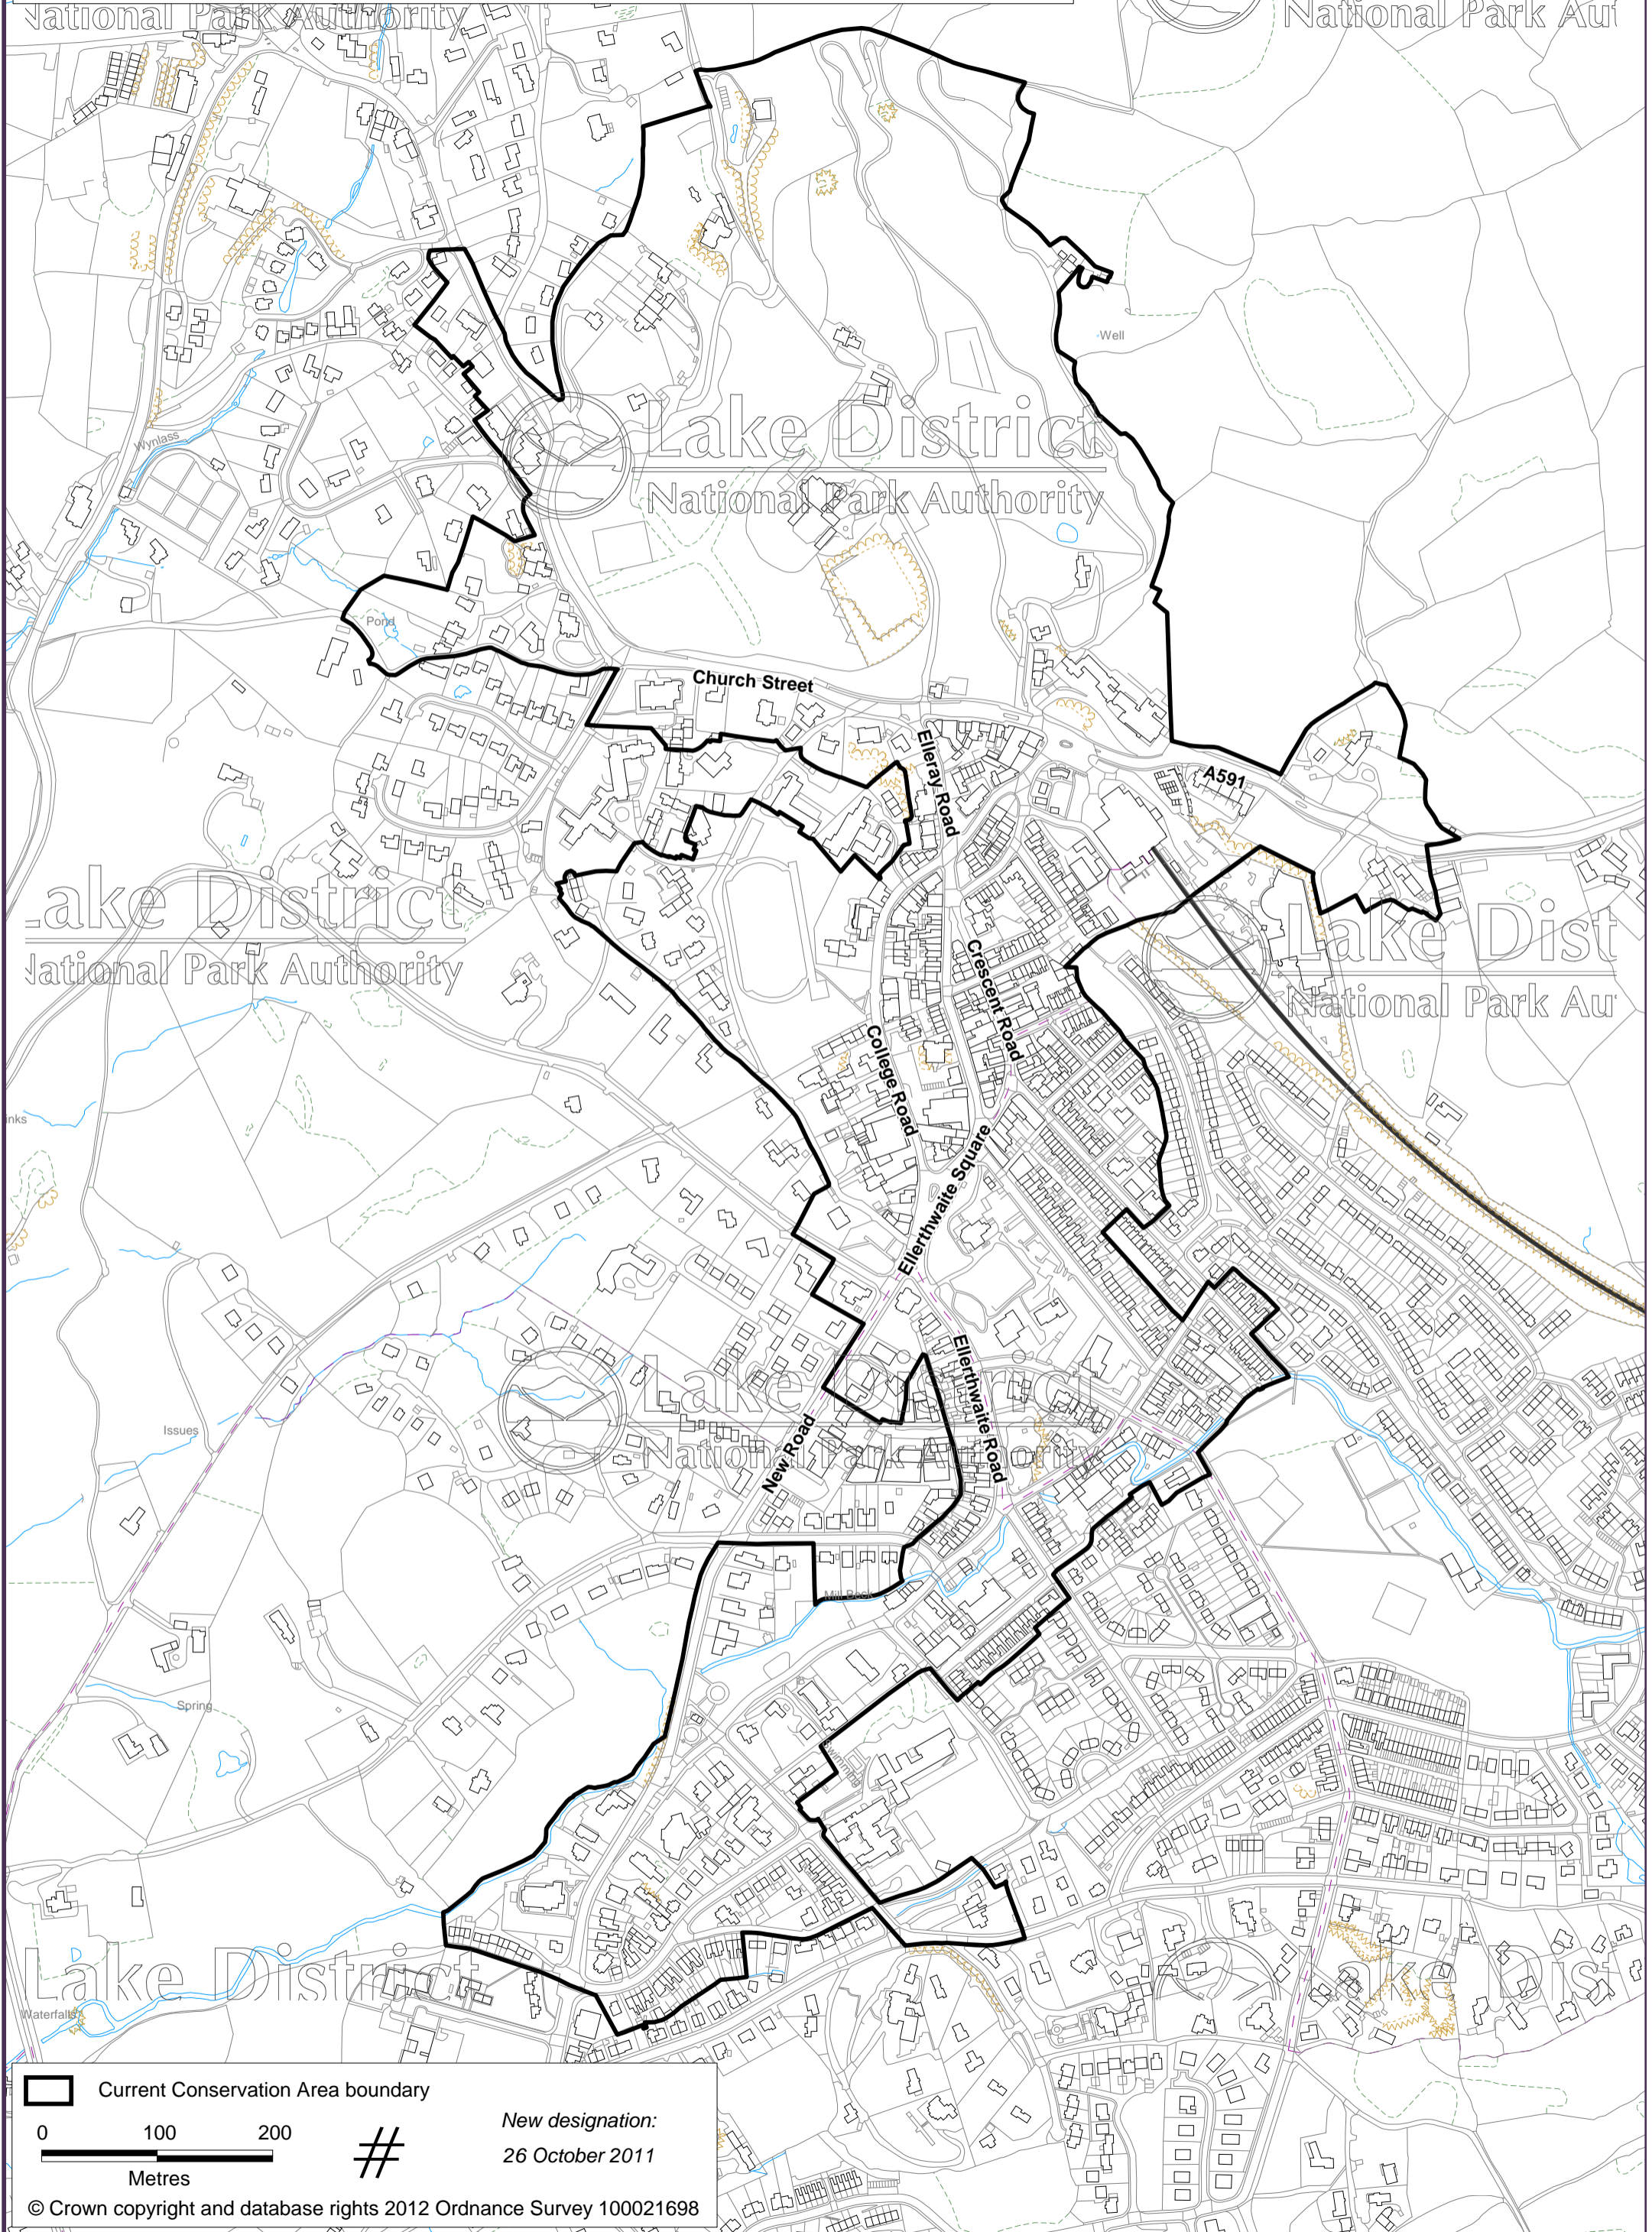 National Park Authority
National Park Aut
Well
Lake District
National Park Authority
Wynlass
Pond
Church Street
Elleray Road
A591
Lake District
National Park Authority
Lake Dist
National Park Au
Crescent Road
College Road
Ellerthwaite Square
Lake District
National Park Authority
Ellerthwaite Road
New Road
Issues
Mill Beck
Spring
Swimming
Lake District
Lake Dist
Waterfalls
Current Conservation Area boundary
0 100 200
Metres
#
New designation:
26 October 2011
© Crown copyright and database rights 2012 Ordnance Survey 100021698